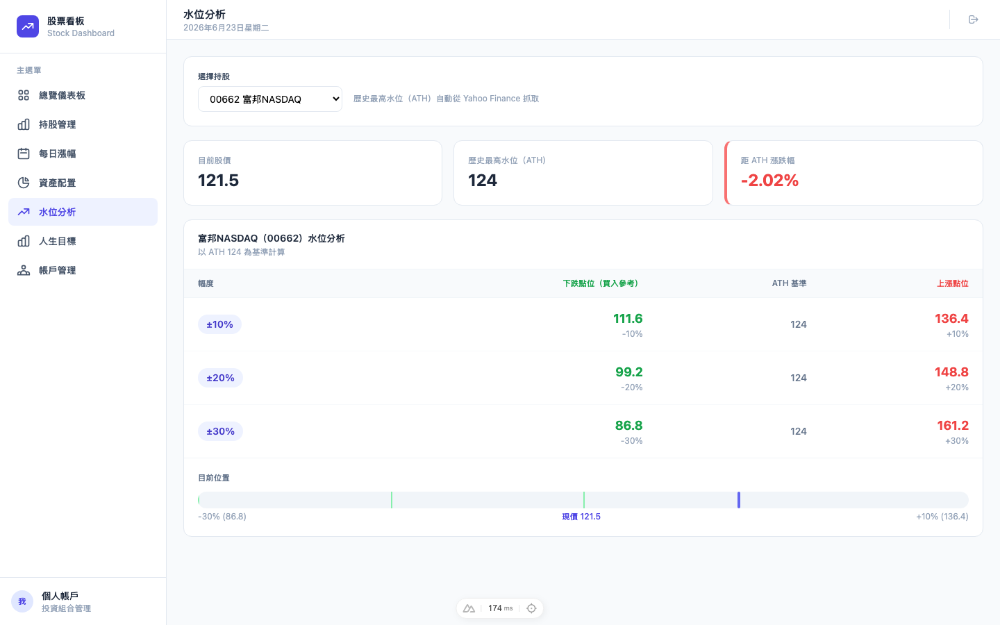 股票看板
Stock Dashboard
主選單
總覽儀表板
持股管理
每日漲幅
資產配置
水位分析
人生目標
帳戶管理
我
個人帳戶
投資組合管理
水位分析
2026年6月23日星期二
選擇持股
00662 富邦NASDAQ
歷史最高水位（ATH）自動從 Yahoo Finance 抓取
目前股價
121.5
歷史最高水位（ATH）
124
距 ATH 漲跌幅
-2.02%
富邦NASDAQ（00662）水位分析
以 ATH 124 為基準計算
幅度 下跌點位（買入參考） ATH 基準 上漲點位
±10% 111.6 124 136.4
-10% +10%
±20% 99.2 124 148.8
-20% +20%
±30% 86.8 124 161.2
-30% +30%
目前位置
-30% (86.8) 現價 121.5 +10% (136.4)
174 ms